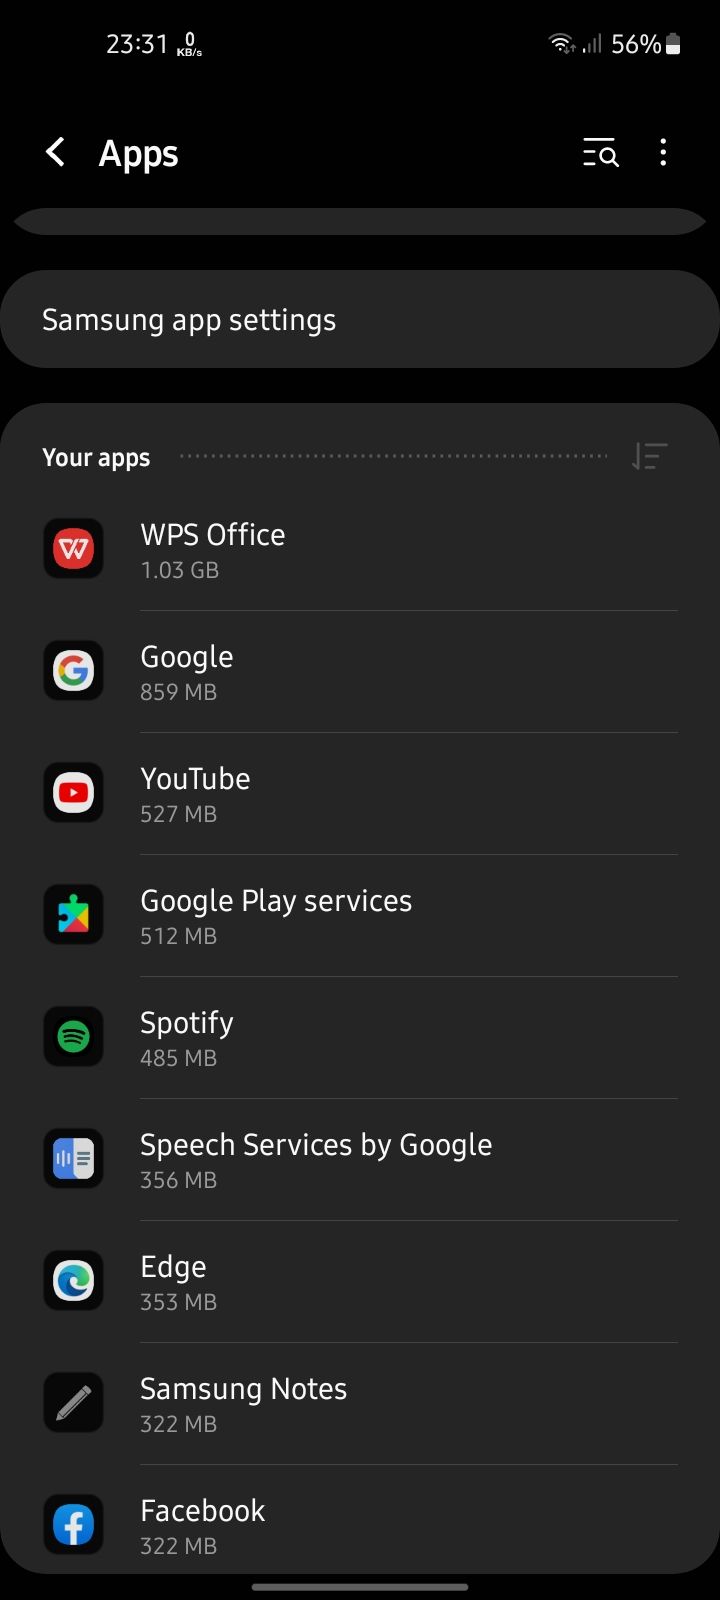 23:31 0 KB/s 56%
Apps
Samsung app settings
Your apps
WPS Office
1.03 GB
Google
859 MB
YouTube
527 MB
Google Play services
512 MB
Spotify
485 MB
Speech Services by Google
356 MB
Edge
353 MB
Samsung Notes
322 MB
Facebook
322 MB